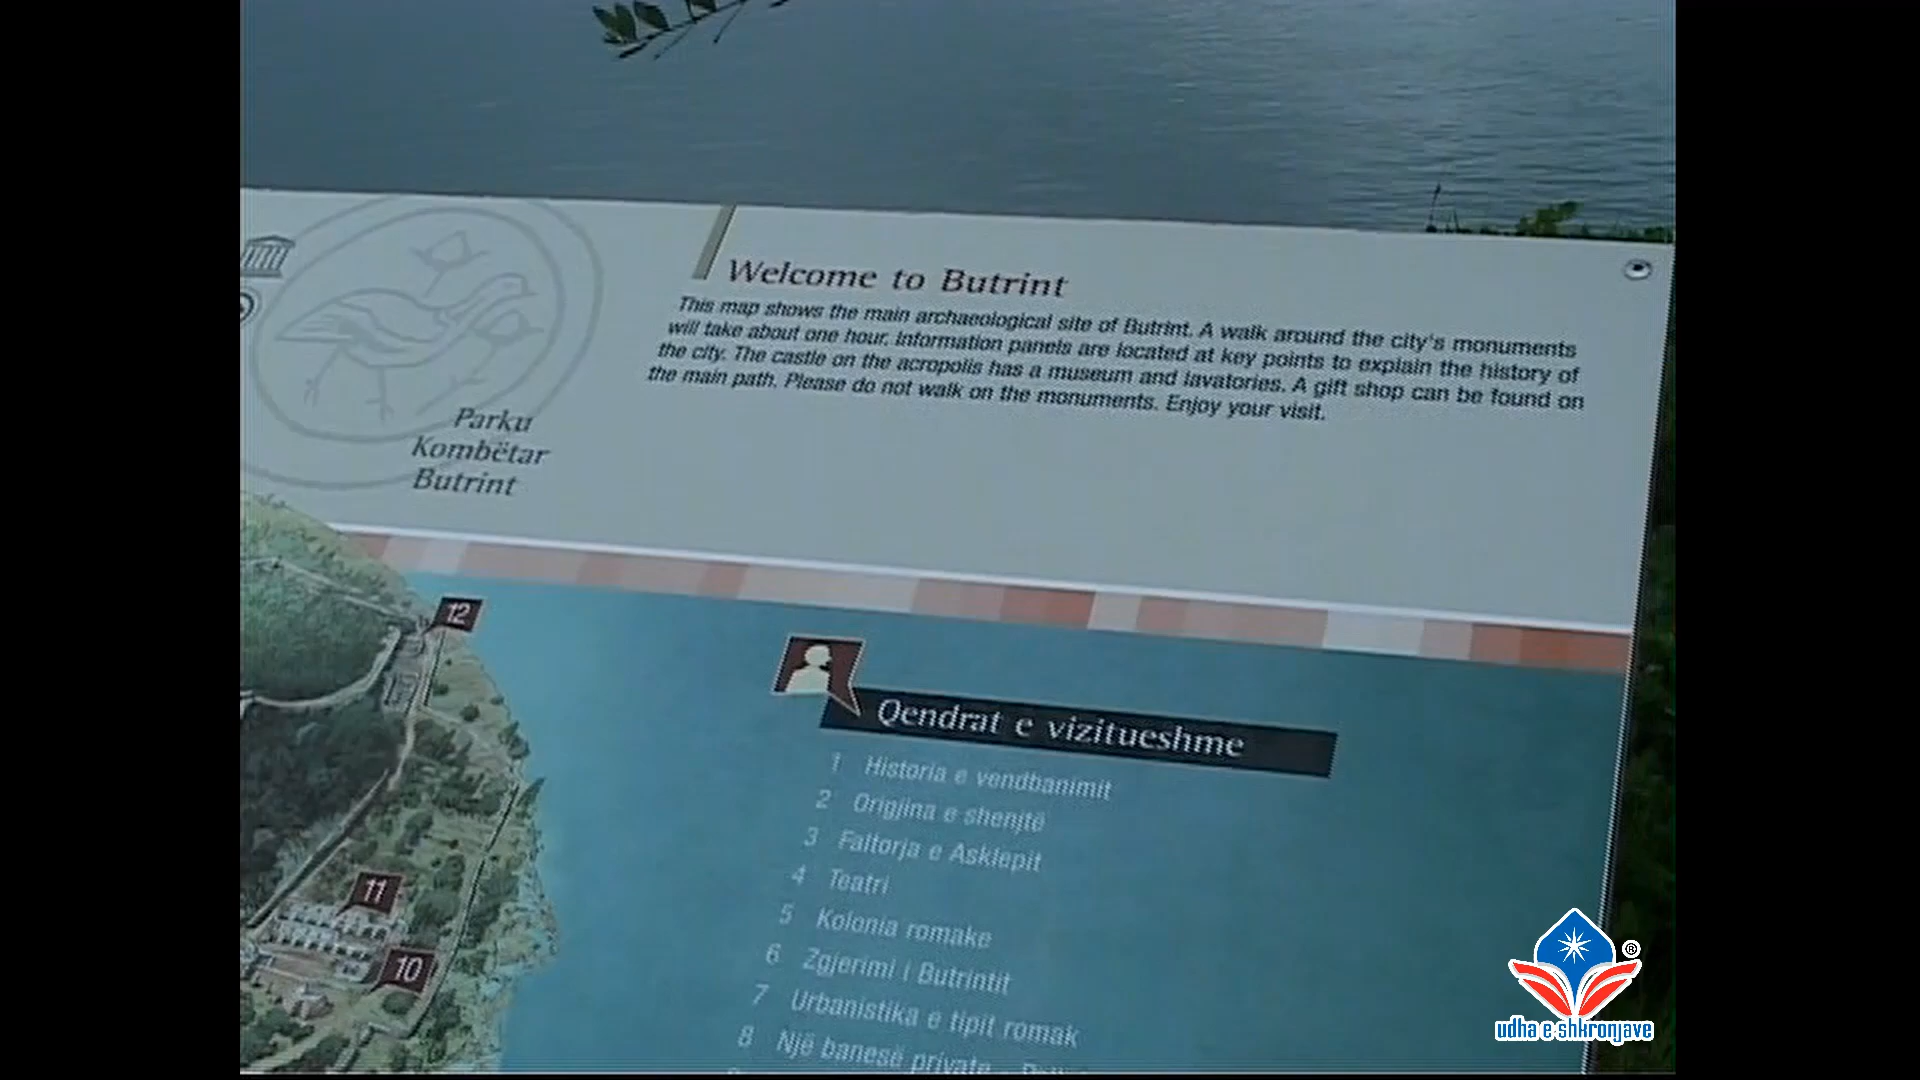 Welcome to Butrint
This map shows the main archaeological site of Butrint. A walk around the city's monuments
will take about one hour. Information panels are located at key points to explain the history of
the city. The castle on the acropolis has a museum and lavatories. A gift shop can be found on
the main path. Please do not walk on the monuments. Enjoy your visit.
Parku
Kombëtar
Butrint
12
11
10
Qendrat e vizitueshme
1 Historia e vendbanimit
2 Origjina e shenjtë
3 Faltorja e Asklepit
4 Teatri
5 Kolonia romake
6 Zgjerimi i Butrintit
7 Urbanistika e tipit romak
8 Një banesë private -
®
udha e shkronjave